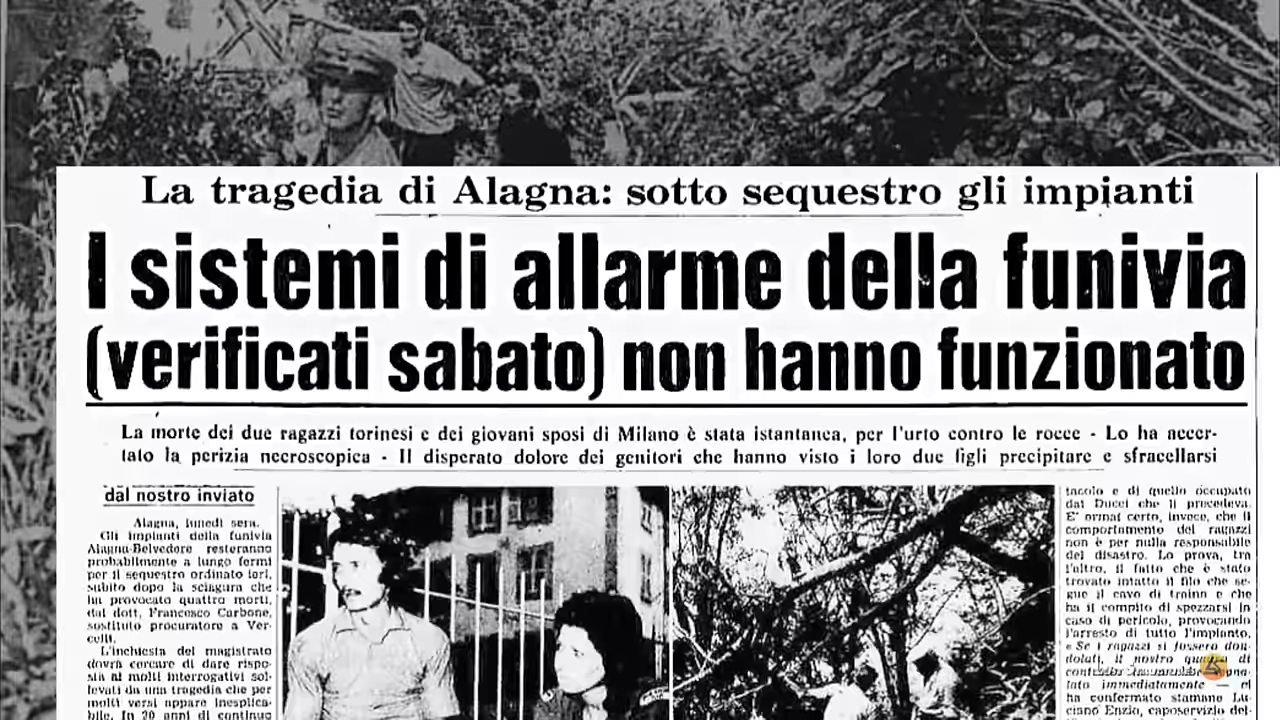 La tragedia di Alagna: sotto sequestro gli impianti
I sistemi di allarme della funivia
(verificati sabato) non hanno funzionato
La morte dei due ragazzi torinesi e dei giovani sposi di Milano è stata istantanea, per l'urto contro le rocce - Lo ha accer-
tato la perizia necroscopica - Il disperato dolore dei genitori che hanno visto i loro due figli precipitare e sfracellarsi
dal nostro inviato
Alagna, lunedì sera.
Gli impianti della funivia
Alagna-Belvedere resteranno
probabilmente a lungo fermi
per il sequestro ordinato ieri,
subito dopo la sciagura che
ha provocato quattro morti,
il dott. Francesco Carbone,
sostituto procuratore a Ver-
celli.
L'inchiesta del magistrato
dovrà cercare di dare rispo-
sta ai molti interrogativi sol-
levati da una tragedia che per
molti versi appare inesplica-
bile. In 20 anni di continuo
tacolo e di quello occupato
dai Ducci che li precedeva.
E' ormai certo, invece, che il
comportamento dei ragazzi
non è per nulla responsabile
del disastro. Lo prova, tra
l'altro, il fatto che è stato
trovato intatto il filo che se-
gue il cavo di traino e che
ha il compito di spezzarsi in
caso di pericolo, provocando
l'arresto di tutto l'impianto.
« Se i ragazzi si fossero don-
dolati, il nostro di
immediatamente —
ha confermato stamane Lu-
ciano Enzio, caposervizio del-